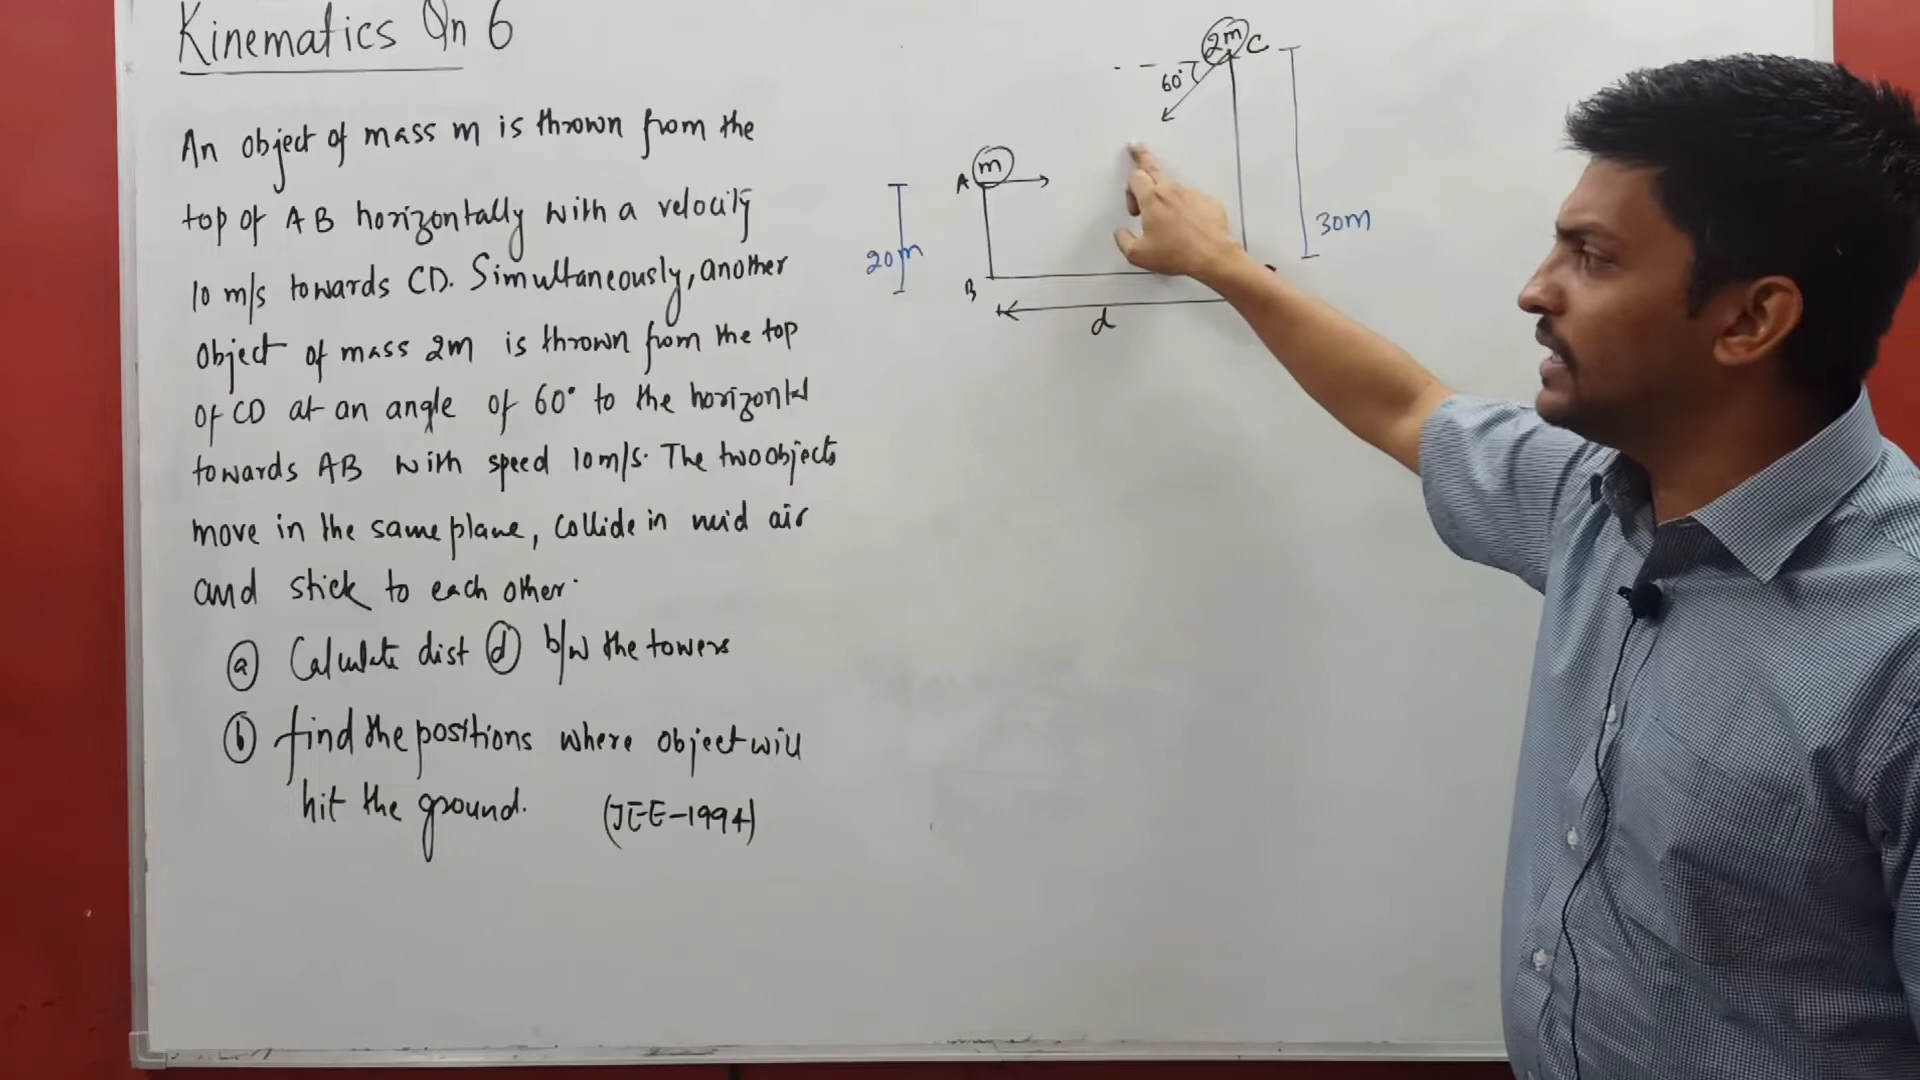 Kinematics Qn 6
An object of mass m is thrown from the
top of AB horizontally with a velocity
10 m/s towards CD. Simultaneously, another
object of mass 2m is thrown from the top
of CD at an angle of 60° to the horizontal
towards AB with speed 10m/s. The two objects
move in the same plane, collide in mid air
and stick to each other.
(a) Calculate dist (d) b/w the towers
(b) find the positions where object will
hit the ground. (JEE-1994)
2m C
60°
A m
20m
30m
B
d